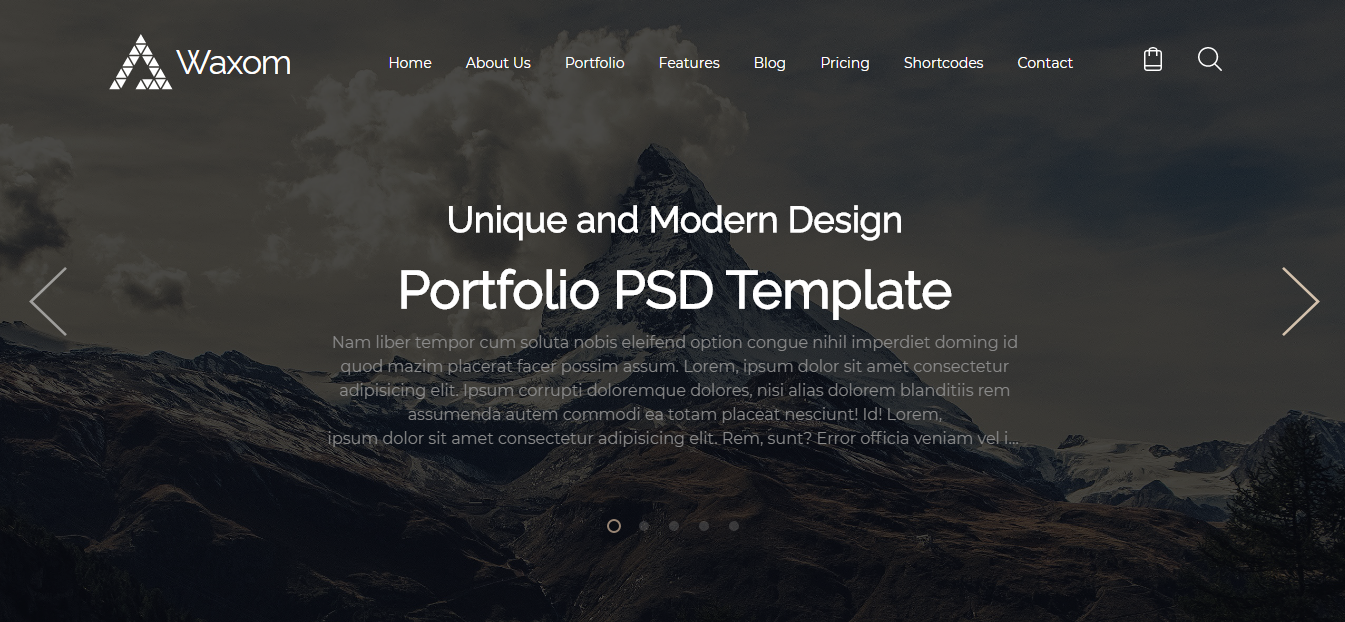 Waxom
Home About Us Portfolio Features Blog Pricing Shortcodes Contact
Unique and Modern Design
Portfolio PSD Template
Nam liber tempor cum soluta nobis eleifend option congue nihil imperdiet doming id
quod mazim placerat facer possim assum. Lorem, ipsum dolor sit amet consectetur
adipisicing elit. Ipsum corrupti doloremque dolores, nisi alias dolorem blanditiis rem
assumenda autem commodi ea totam placeat nesciunt! Id! Lorem,
ipsum dolor sit amet consectetur adipisicing elit. Rem, sunt? Error officia veniam vel i...